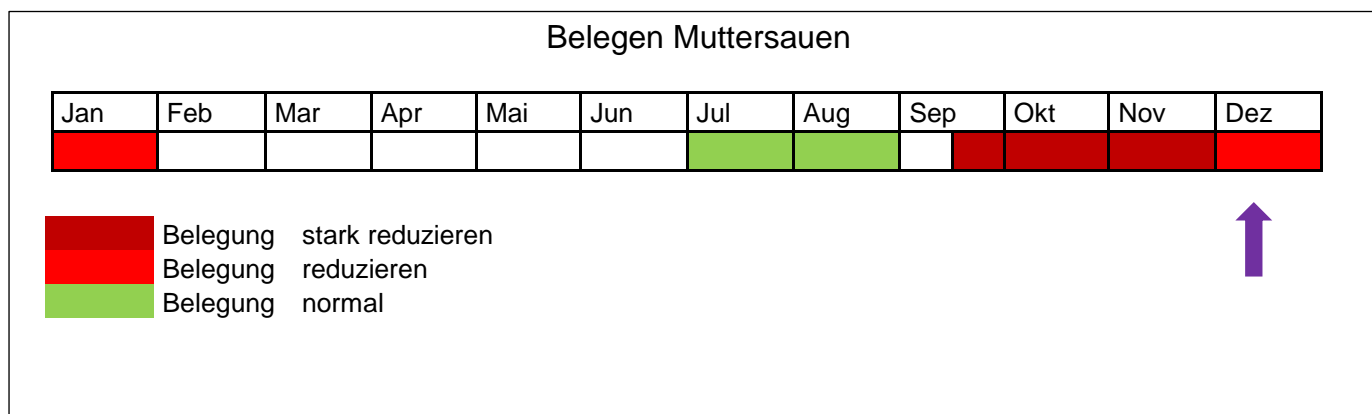 Belegen Muttersauen
Jan Feb Mar Apr Mai Jun Jul Aug Sep Okt Nov Dez
Belegung stark reduzieren
Belegung reduzieren
Belegung normal